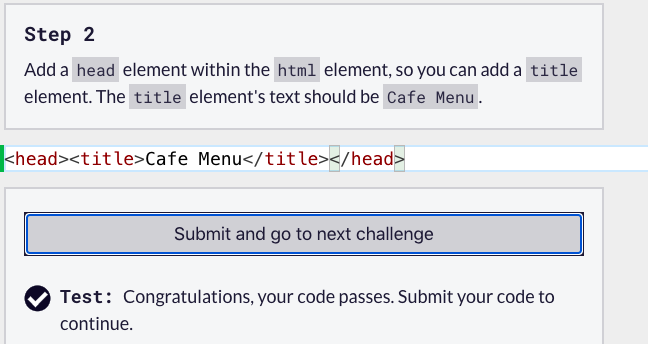 Step 2
Add a head element within the html element, so you can add a title
element. The title element's text should be Cafe Menu.
<head><title>Cafe Menu</title></head>
Submit and go to next challenge
Test: Congratulations, your code passes. Submit your code to
continue.